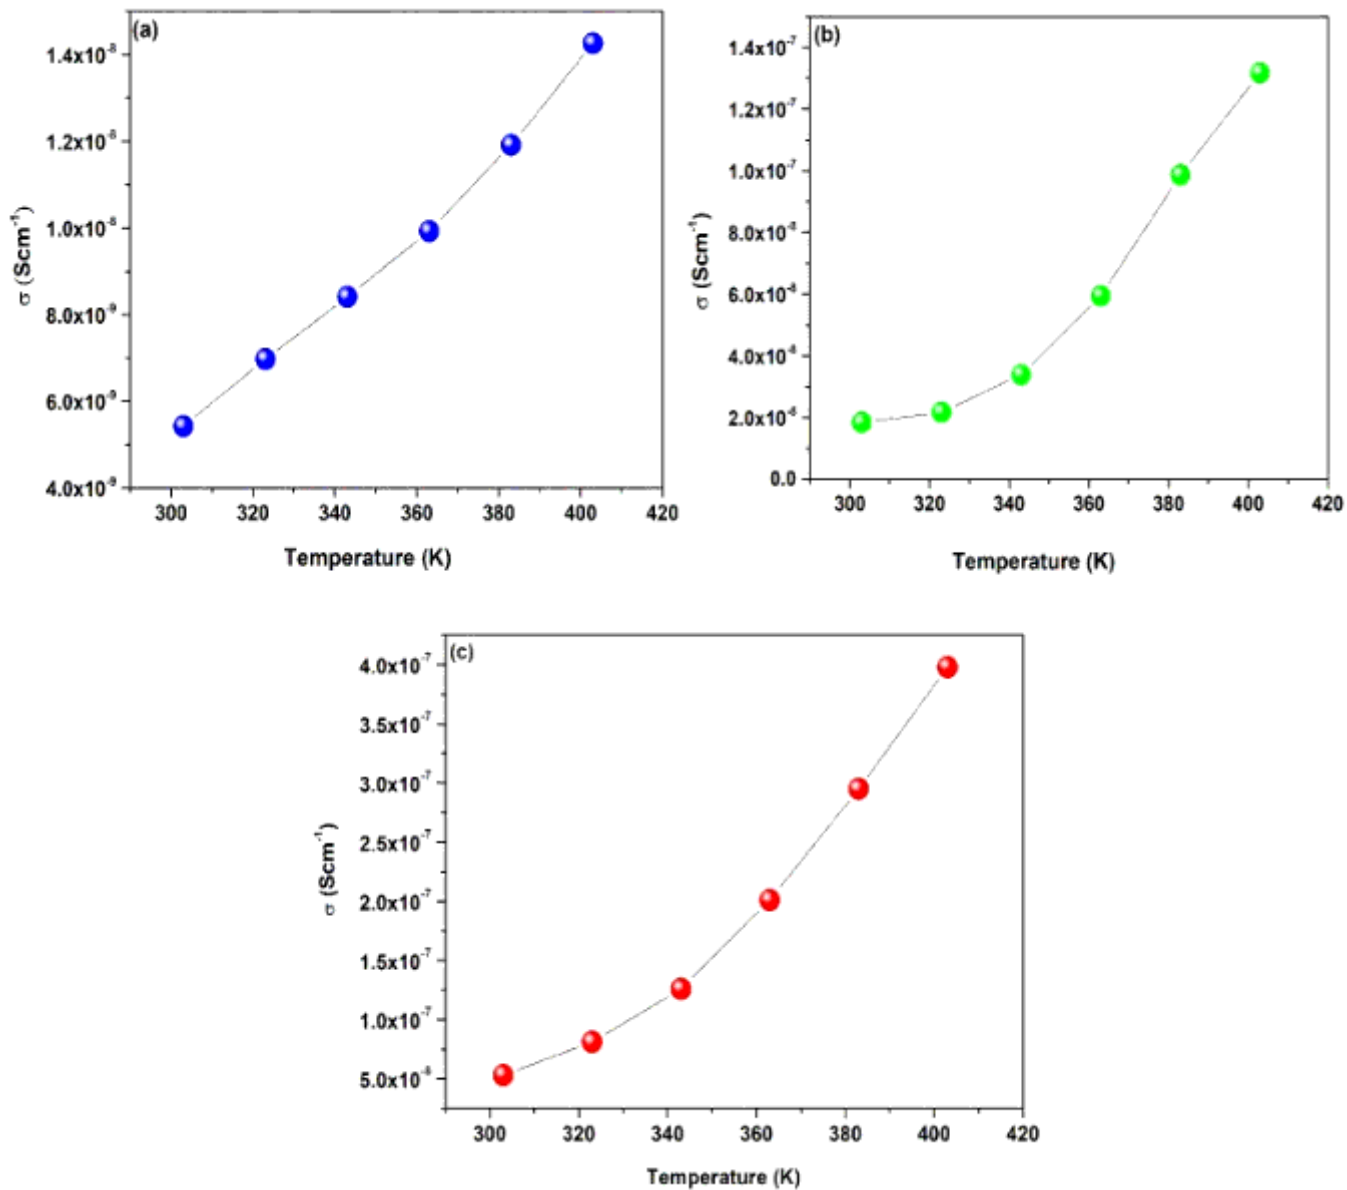 (a)
1.4x10⁻⁸
1.2x10⁻⁸
1.0x10⁻⁸
8.0x10⁻⁹
6.0x10⁻⁹
4.0x10⁻⁹
σ (Scm⁻¹)
300 320 340 360 380 400 420
Temperature (K)
(b)
1.4x10⁻⁷
1.2x10⁻⁷
1.0x10⁻⁷
8.0x10⁻⁸
6.0x10⁻⁸
4.0x10⁻⁸
2.0x10⁻⁸
0.0
σ (Scm⁻¹)
300 320 340 360 380 400 420
Temperature (K)
(c)
4.0x10⁻⁷
3.5x10⁻⁷
3.0x10⁻⁷
2.5x10⁻⁷
2.0x10⁻⁷
1.5x10⁻⁷
1.0x10⁻⁷
5.0x10⁻⁸
σ (Scm⁻¹)
300 320 340 360 380 400 420
Temperature (K)